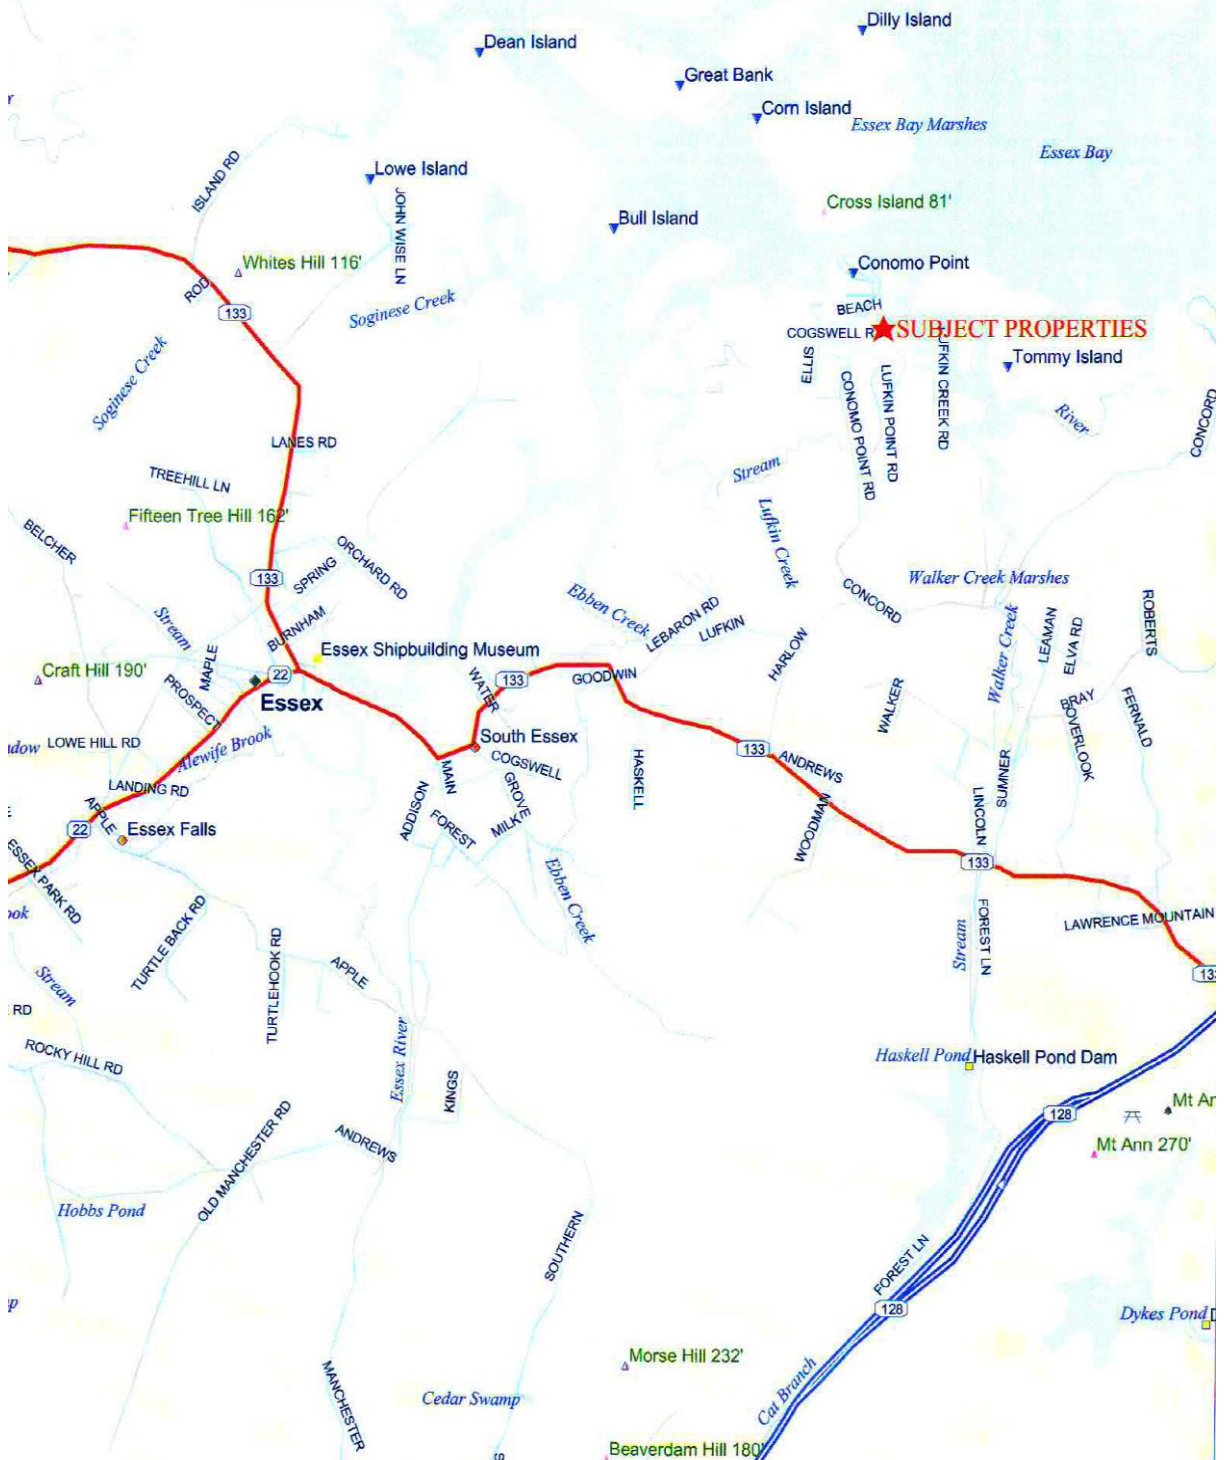 Dilly Island
Dean Island
Great Bank
Corn Island
Essex Bay Marshes
Essex Bay
ISLAND RD
Lowe Island
JOHN WISE LN
Bull Island
Cross Island 81'
Whites Hill 116'
Conomo Point
ROD
133
Soginese Creek
BEACH
COGSWELL R
SUBJECT PROPERTIES
Soginese Creek
ELLIS
CONOMO POINT RD
LUFKIN POINT RD
LUFKIN CREEK RD
Tommy Island
River
CONCORD
LANES RD
TREEHILL LN
Stream
Fifteen Tree Hill 162'
Lufkin Creek
BELCHER
ORCHARD RD
SPRING
133
Walker Creek Marshes
CONCORD
Ebben Creek
LEBARON RD
LUFKIN
Stream
BURNHAM
HARLOW
Walker Creek
LEAMAN
ELVA RD
ROBERTS
MAPLE
Essex Shipbuilding Museum
Craft Hill 190'
22
133
GOODWIN
PROSPECT
Essex
WATER
WALKER
BRAY
FERNALD
OVERLOOK
dow
LOWE HILL RD
Alewife Brook
South Essex
COGSWELL
133
ANDREWS
HASKELL
SUMNER
LANDING RD
MAIN
GROVE
ADDISON
LINCOLN
APPLE
22
Essex Falls
FOREST
MILK
WOODMAN
133
ESSEX PARK RD
Ebben Creek
ook
TURTLE BACK RD
LAWRENCE MOUNTAIN
FOREST LN
Stream
TURTLEHOOK RD
APPLE
Stream
13
RD
ROCKY HILL RD
Essex River
Haskell Pond
Haskell Pond Dam
KINGS
128
Mt An
OLD MANCHESTER RD
ANDREWS
Mt Ann 270'
Hobbs Pond
SOUTHERN
FOREST LN
128
Dykes Pond
p
Morse Hill 232'
MANCHESTER
Cedar Swamp
Cat Branch
Beaverdam Hill 180'
S